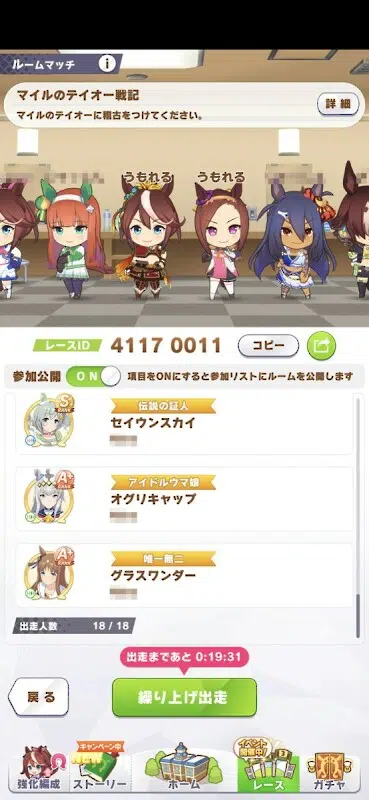 ルームマッチ
i
マイルのテイオー戦記
マイルのテイオーに稽古をつけてください。
詳細
うもれる
うもれる
レースID
4117 0011
コピー
参加公開
ON
項目をONにすると参加リストにルームを公開します
S
RANK
伝説の証人
セイウンスカイ
A+
RANK
アイドルウマ娘
オグリキャップ
A+
RANK
唯一無二
グラスワンダー
出走人数
18 / 18
出走まであと 0:19:31
戻る
繰り上げ出走
強化編成
キャンペーン中
NEW
ストーリー
ホーム
イベント
開催中!
レース
ガチャ